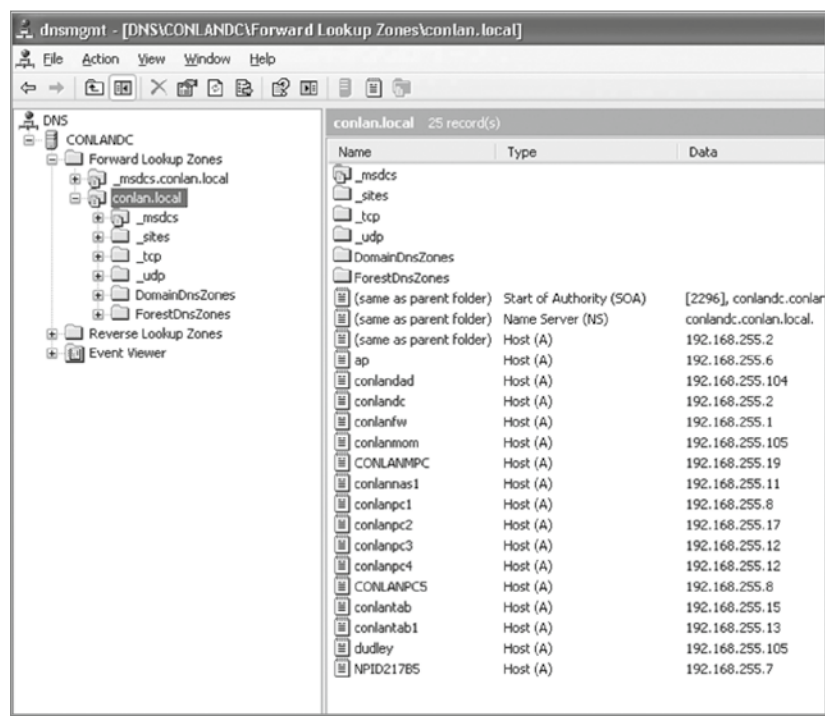 dnsmgmt - [DNS\CONLANDC\Forward Lookup Zones\conlan.local]
File Action View Window Help
DNS
CONLANDC
Forward Lookup Zones
_msdcs.conlan.local
conlan.local
_msdcs
_sites
_tcp
_udp
DomainDnsZones
ForestDnsZones
Reverse Lookup Zones
Event Viewer
conlan.local 25 record(s)
Name Type Data
_msdcs
_sites
_tcp
_udp
DomainDnsZones
ForestDnsZones
(same as parent folder) Start of Authority (SOA) [2296], conlandc.conlan
(same as parent folder) Name Server (NS) conlandc.conlan.local.
(same as parent folder) Host (A) 192.168.255.2
ap Host (A) 192.168.255.6
conlandad Host (A) 192.168.255.104
conlandc Host (A) 192.168.255.2
conlanfw Host (A) 192.168.255.1
conlanmom Host (A) 192.168.255.105
CONLANMPC Host (A) 192.168.255.19
conlannas1 Host (A) 192.168.255.11
conlanpc1 Host (A) 192.168.255.8
conlanpc2 Host (A) 192.168.255.17
conlanpc3 Host (A) 192.168.255.12
conlanpc4 Host (A) 192.168.255.12
CONLANPC5 Host (A) 192.168.255.8
conlantab Host (A) 192.168.255.15
conlantab1 Host (A) 192.168.255.13
dudley Host (A) 192.168.255.105
NPID217B5 Host (A) 192.168.255.7